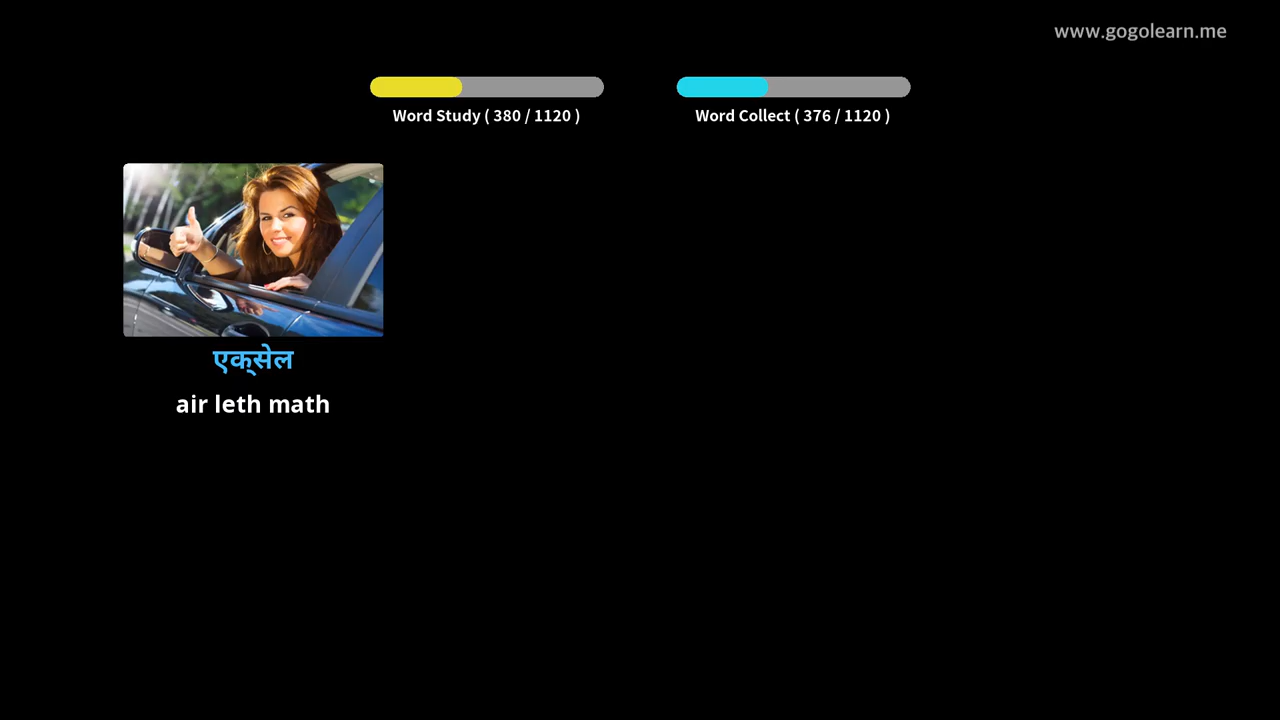 www.gogolearn.me
Word Study ( 380 / 1120 )
Word Collect ( 376 / 1120 )
एक्सेल
air leth math